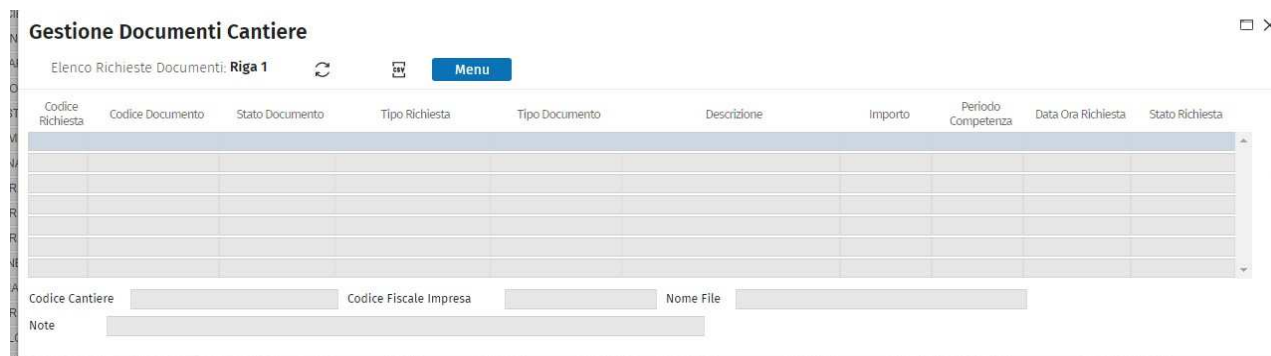 Gestione Documenti Cantiere
Elenco Richieste Documenti: Riga 1 CSV Menu
Codice Richiesta Codice Documento Stato Documento Tipo Richiesta Tipo Documento Descrizione Importo Periodo Competenza Data Ora Richiesta Stato Richiesta
Codice Cantiere Codice Fiscale Impresa Nome File
Note